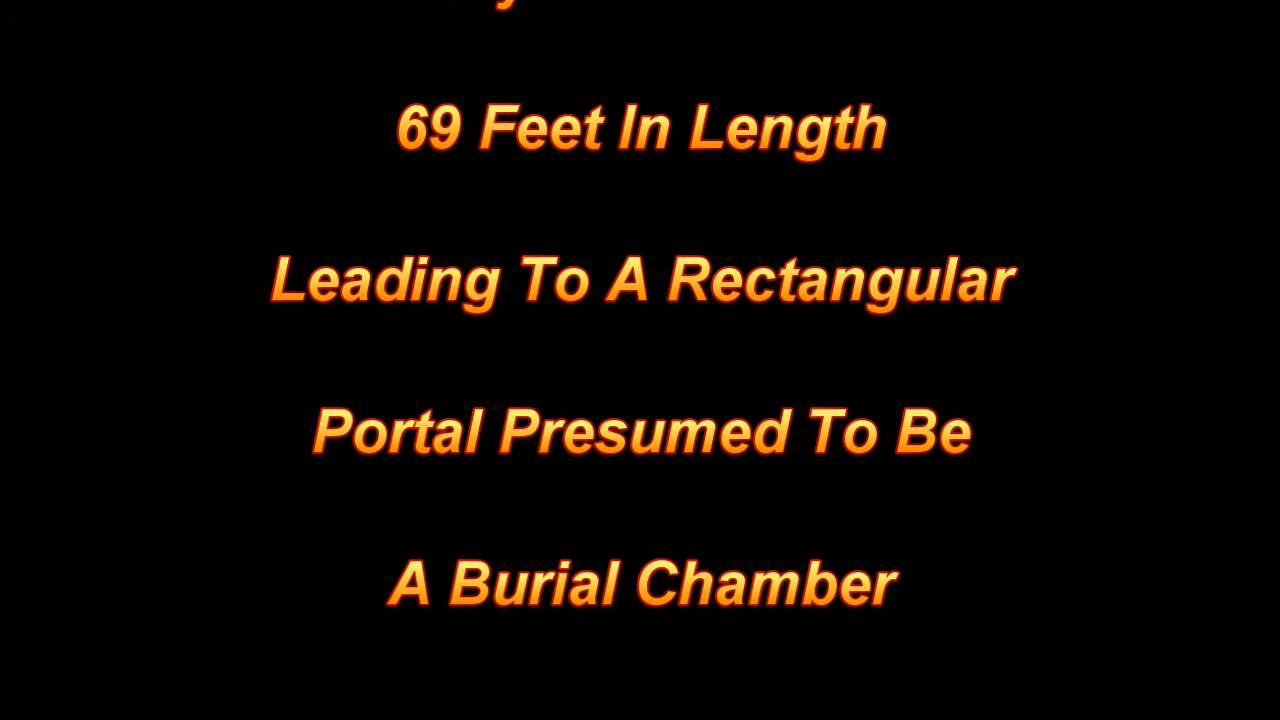 69 Feet In Length
Leading To A Rectangular
Portal Presumed To Be
A Burial Chamber